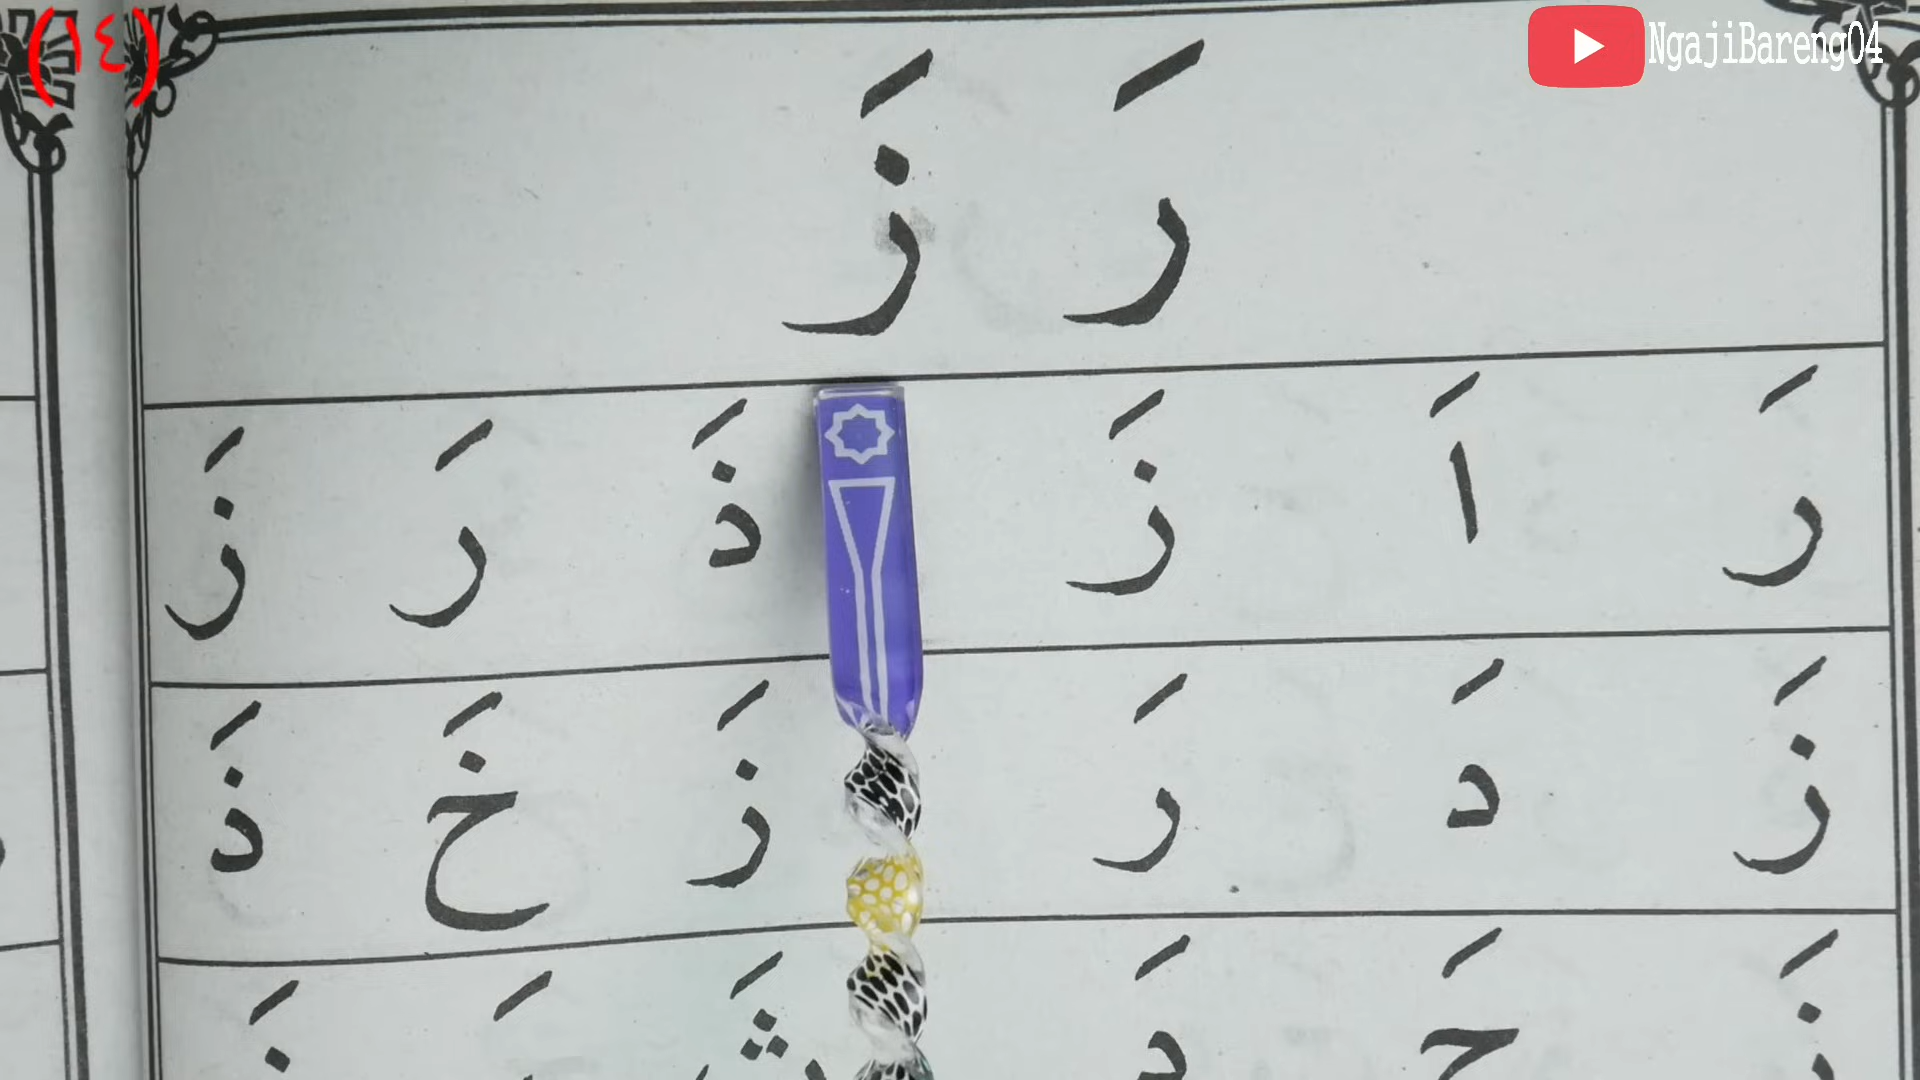 (١٤)
NgajiBareng04
رَ زَ
رَ اَ زَ ذَ رَ زَ
زَ دَ رَ زَ خَ ذَ